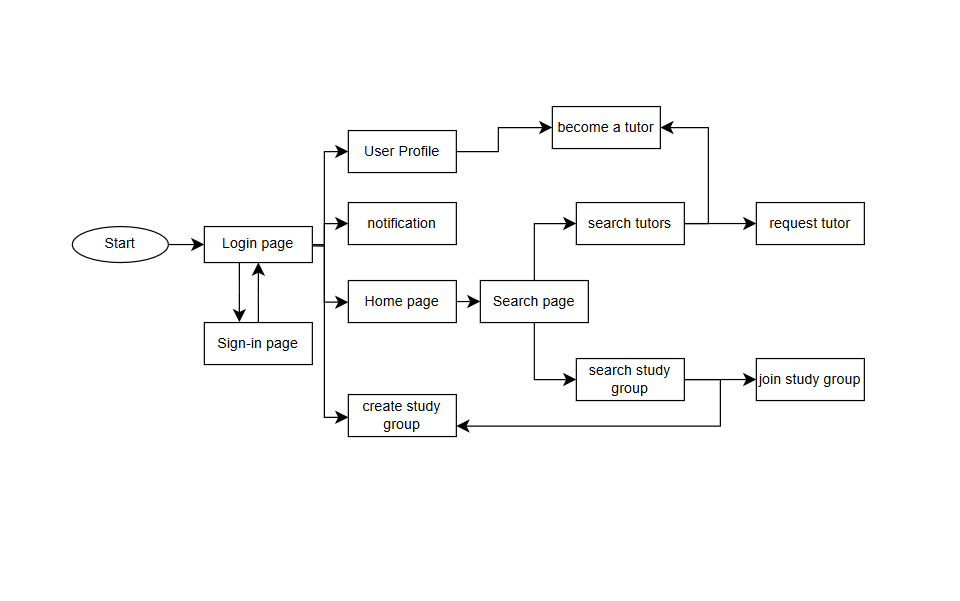 become a tutor
User Profile
notification
search tutors
request tutor
Start
Login page
Home page
Search page
Sign-in page
search study
group
join study group
create study
group